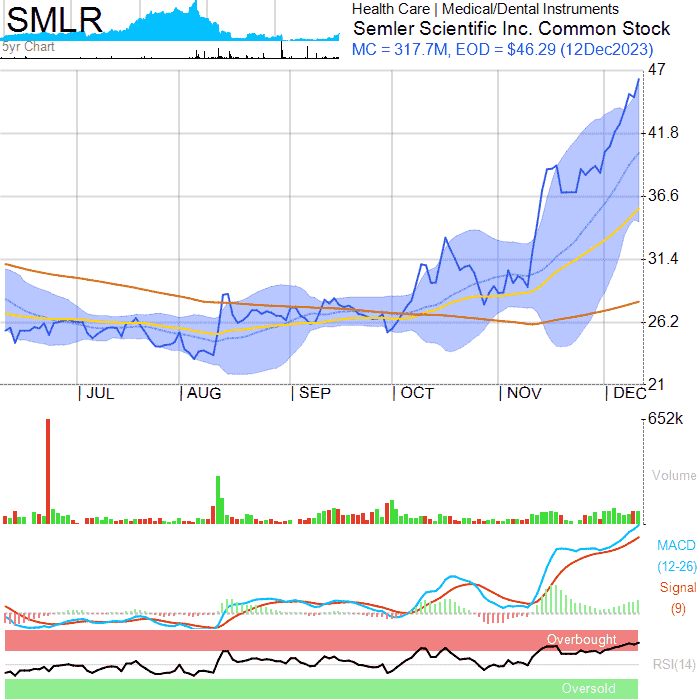 SMLR
5yr Chart
Health Care | Medical/Dental Instruments
Semler Scientific Inc. Common Stock
MC = 317.7M, EOD = $46.29 (12Dec2023)
47
41.8
36.6
31.4
26.2
21
| JUL | AUG | SEP | OCT | NOV | DEC
652k
Volume
MACD
(12-26)
Signal
(9)
Overbought
RSI(14)
Oversold